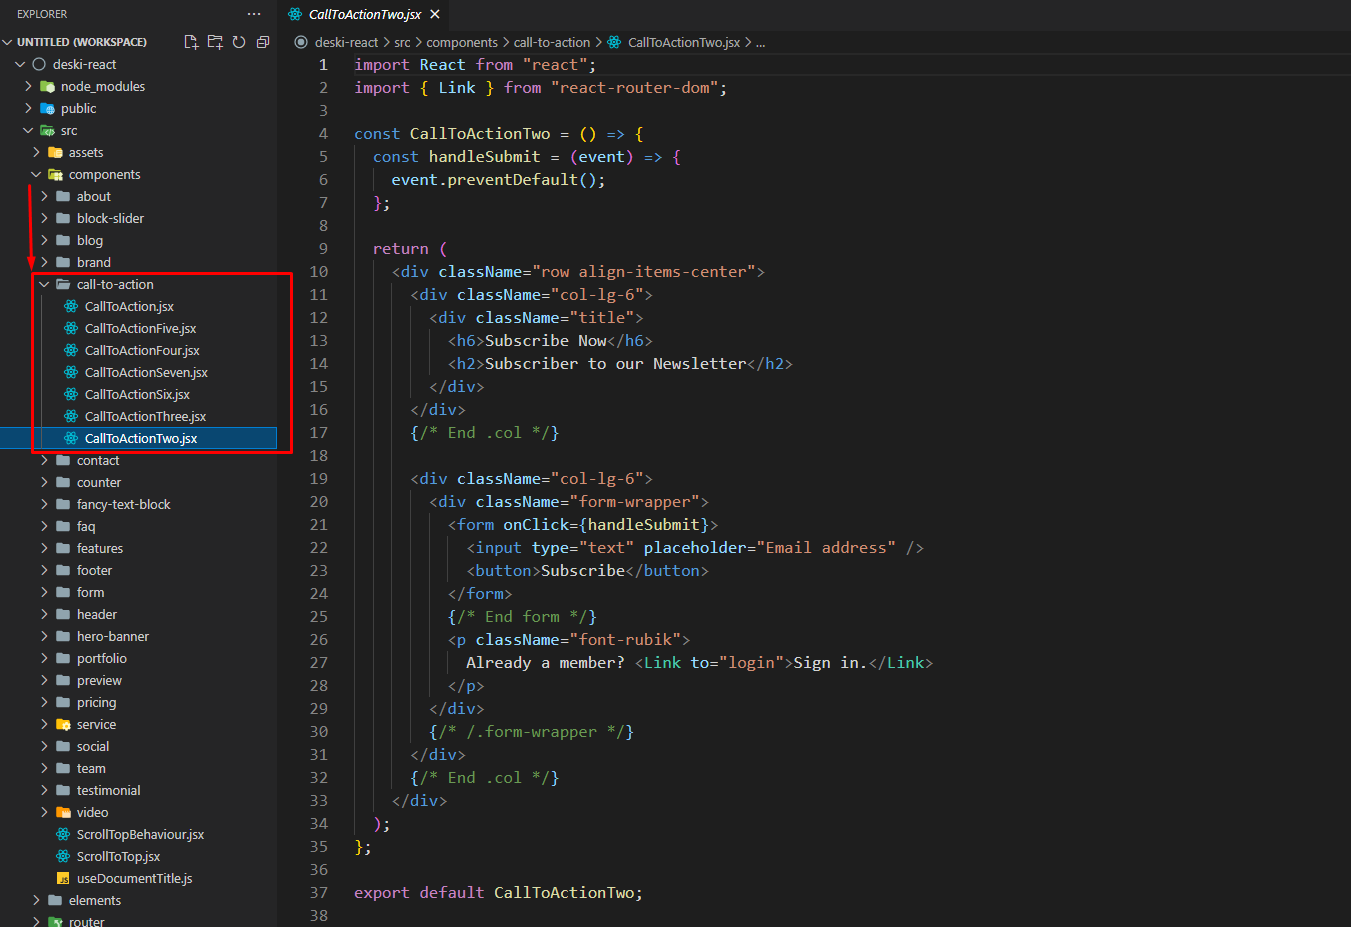 EXPLORER
UNTITLED (WORKSPACE)
deski-react
node_modules
public
src
assets
components
about
block-slider
blog
brand
call-to-action
CallToAction.jsx
CallToActionFive.jsx
CallToActionFour.jsx
CallToActionSeven.jsx
CallToActionSix.jsx
CallToActionThree.jsx
CallToActionTwo.jsx
contact
counter
fancy-text-block
faq
features
footer
form
header
hero-banner
portfolio
preview
pricing
service
social
team
testimonial
video
ScrollTopBehaviour.jsx
ScrollToTop.jsx
JS useDocumentTitle.js
elements
router
CallToActionTwo.jsx
deski-react > src > components > call-to-action > CallToActionTwo.jsx > ...
1 import React from "react";
2 import { Link } from "react-router-dom";
3
4 const CallToActionTwo = () => {
5 const handleSubmit = (event) => {
6 event.preventDefault();
7 };
8
9 return (
10 <div className="row align-items-center">
11 <div className="col-lg-6">
12 <div className="title">
13 <h6>Subscribe Now</h6>
14 <h2>Subscriber to our Newsletter</h2>
15 </div>
16 </div>
17 {/* End .col */}
18
19 <div className="col-lg-6">
20 <div className="form-wrapper">
21 <form onClick={handleSubmit}>
22 <input type="text" placeholder="Email address" />
23 <button>Subscribe</button>
24 </form>
25 {/* End form */}
26 <p className="font-rubik">
27 Already a member? <Link to="login">Sign in.</Link>
28 </p>
29 </div>
30 {/* /.form-wrapper */}
31 </div>
32 {/* End .col */}
33 </div>
34 );
35 };
36
37 export default CallToActionTwo;
38